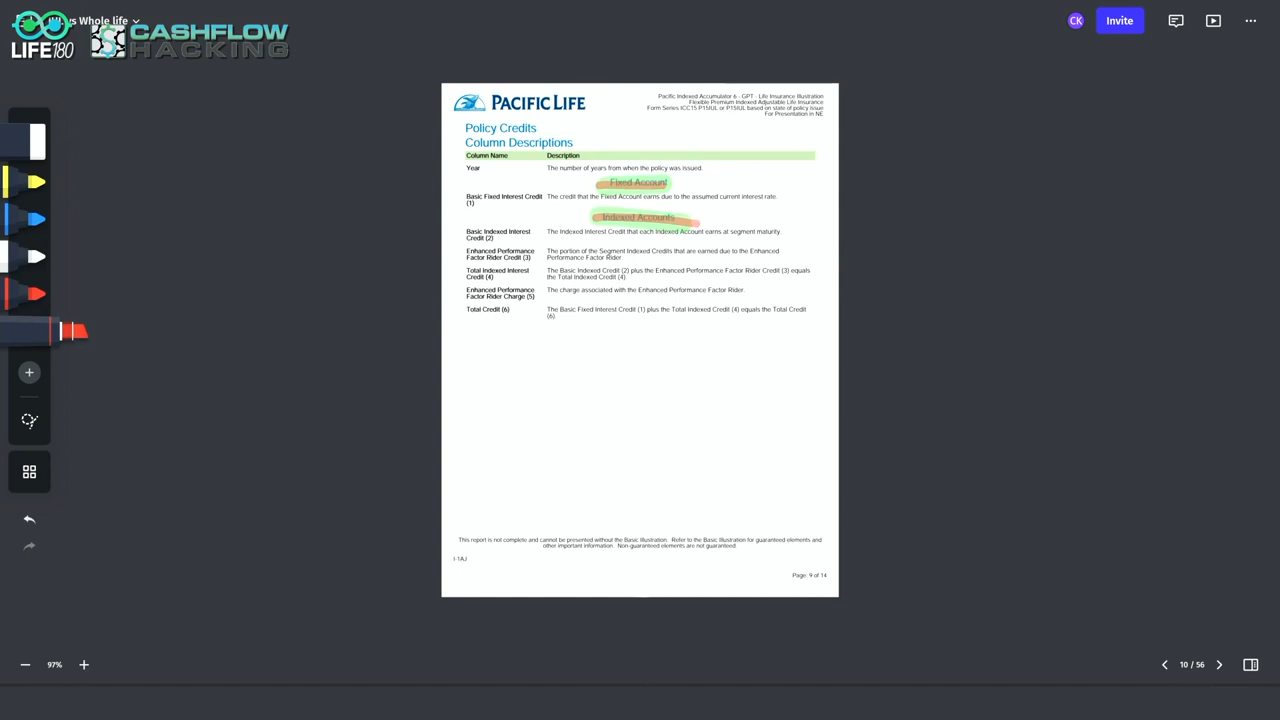 s Whole life
LIFE180
CASHFLOW
HACKING
CK
Invite
PACIFIC LIFE
Pacific Indexed Accumulator 6 - GPT - Life Insurance Illustration
Flexible Premium Indexed Adjustable Life Insurance
Form Series ICC15 P15IUL or P15IUL based on state of policy issue
For Presentation in NE
Policy Credits
Column Descriptions
Column Name Description
Year The number of years from when the policy was issued.
Fixed Account
Basic Fixed Interest Credit The credit that the Fixed Account earns due to the assumed current interest rate.
(1)
Indexed Accounts
Basic Indexed Interest The Indexed Interest Credit that each Indexed Account earns at segment maturity.
Credit (2)
Enhanced Performance The portion of the Segment Indexed Credits that are earned due to the Enhanced
Factor Rider Credit (3) Performance Factor Rider.
Total Indexed Interest The Basic Indexed Credit (2) plus the Enhanced Performance Factor Rider Credit (3) equals
Credit (4) the Total Indexed Credit (4).
Enhanced Performance The charge associated with the Enhanced Performance Factor Rider.
Factor Rider Charge (5)
Total Credit (6) The Basic Fixed Interest Credit (1) plus the Total Indexed Credit (4) equals the Total Credit
(6)
This report is not complete and cannot be presented without the Basic Illustration. Refer to the Basic Illustration for guaranteed elements and
other important information. Non-guaranteed elements are not guaranteed
I-1AJ
Page: 9 of 14
97%
10 / 56